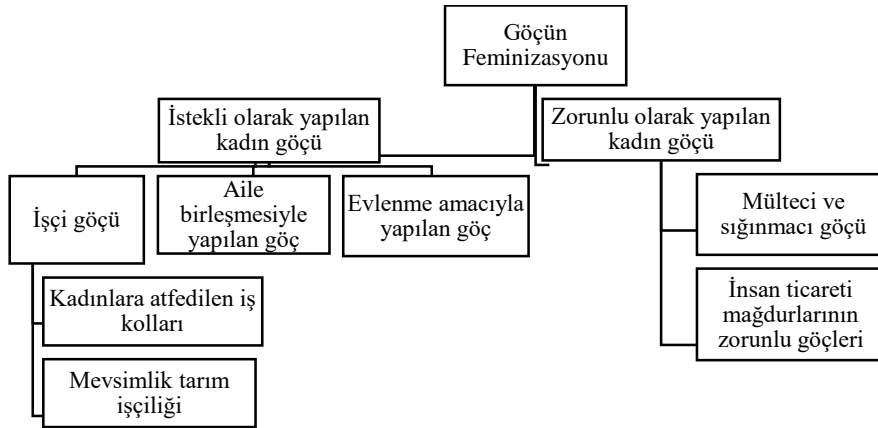 Göçün
Feminizasyonu
İstekli olarak yapılan
kadın göçü
Zorunlu olarak yapılan
kadın göçü
İşçi göçü
Aile
birleşmesiyle
yapılan göç
Evlenme amacıyla
yapılan göç
Mülteci ve
sığınmacı göçü
Kadınlara atfedilen iş
kolları
İnsan ticareti
mağdurlarının
zorunlu göçleri
Mevsimlik tarım
işçiliği